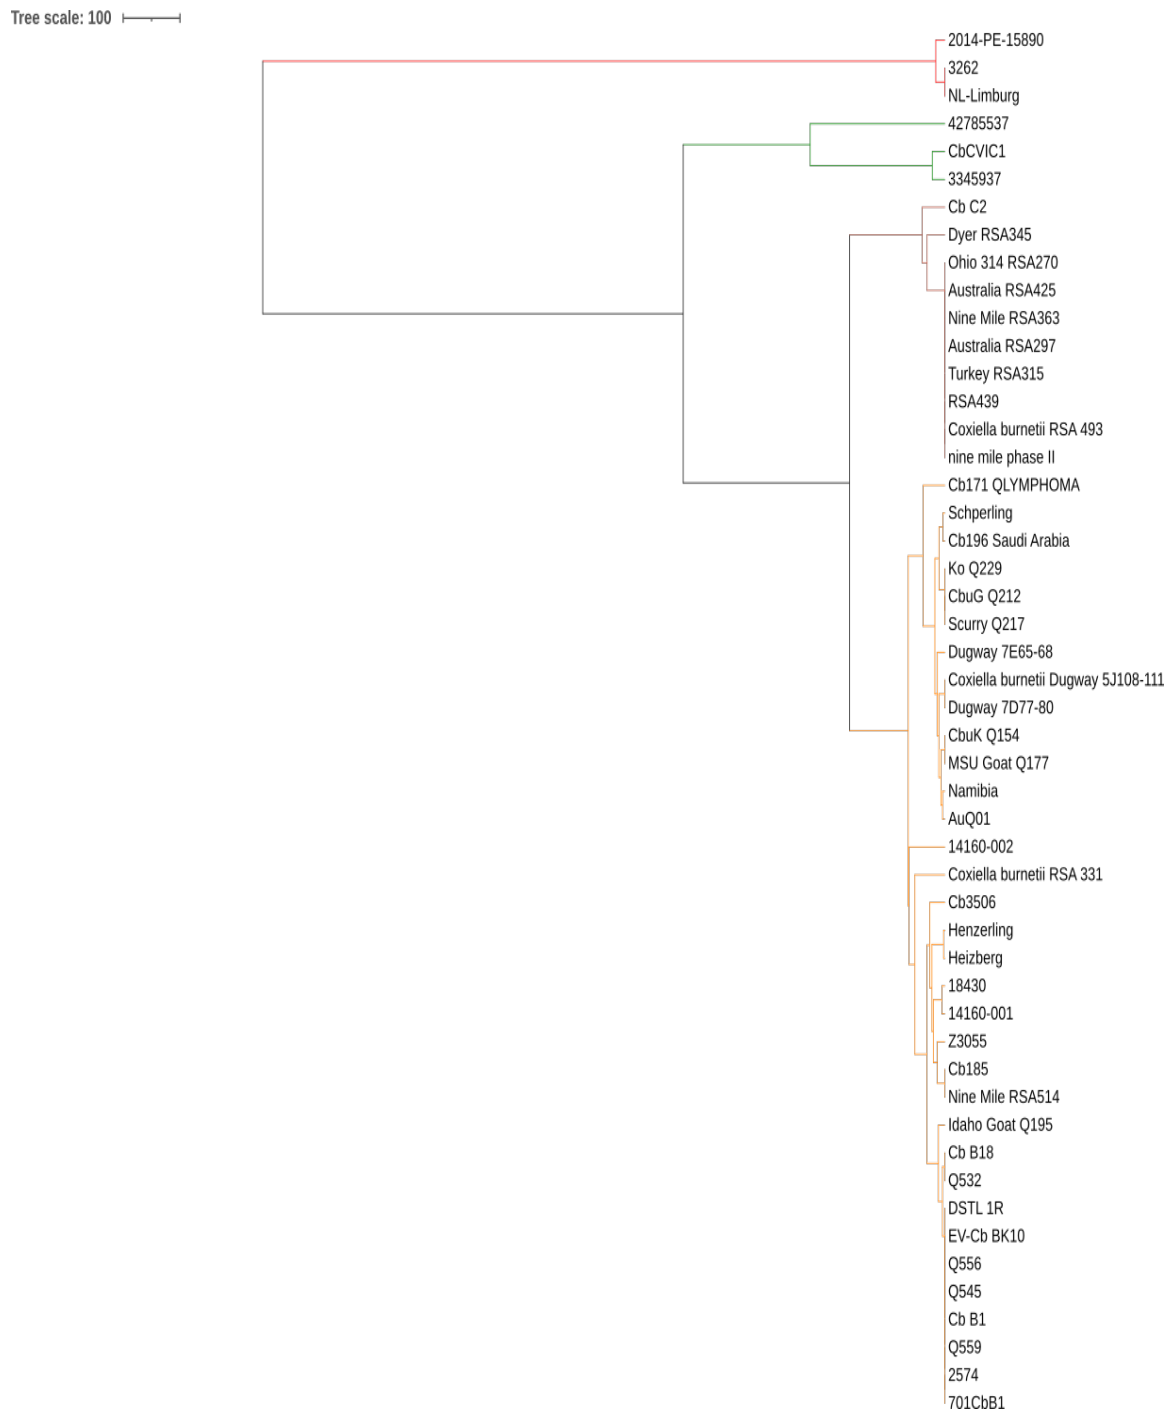 Tree scale: 100
2014-PE-15890
3262
NL-Limburg
42785537
CbCVIC1
3345937
Cb C2
Dyer RSA345
Ohio 314 RSA270
Australia RSA425
Nine Mile RSA363
Australia RSA297
Turkey RSA315
RSA439
Coxiella burnetii RSA 493
nine mile phase II
Cb171 QLYMPHOMA
Schperling
Cb196 Saudi Arabia
Ko Q229
CbuG Q212
Scurry Q217
Dugway 7E65-68
Coxiella burnetii Dugway 5J108-111
Dugway 7D77-80
CbuK Q154
MSU Goat Q177
Namibia
AuQ01
14160-002
Coxiella burnetii RSA 331
Cb3506
Henzerling
Heizberg
18430
14160-001
Z3055
Cb185
Nine Mile RSA514
Idaho Goat Q195
Cb B18
Q532
DSTL 1R
EV-Cb BK10
Q556
Q545
Cb B1
Q559
2574
701CbB1